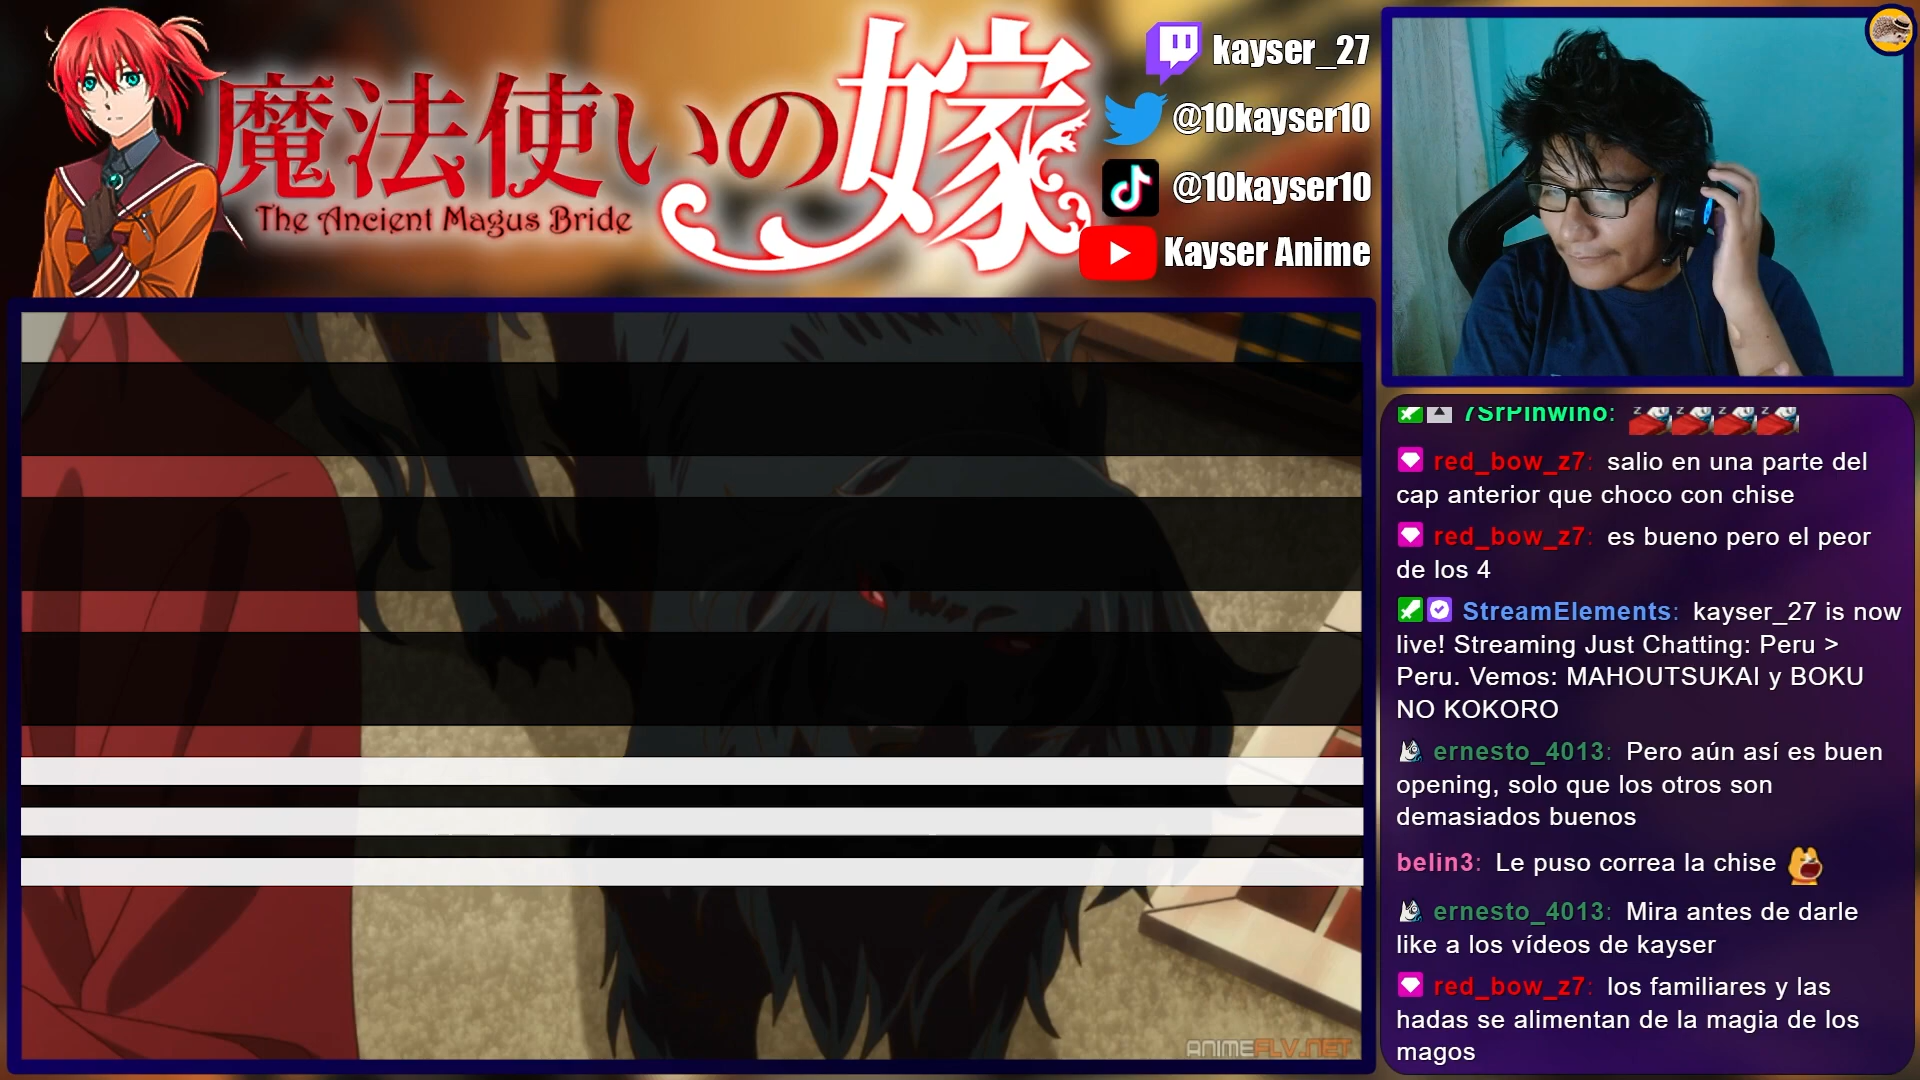 魔法使いの嫁
The Ancient Magus Bride
kayser_27
@10kayser10
@10kayser10
Kayser Anime
7SrPinwino:
red_bow_z7: salio en una parte del
cap anterior que choco con chise
red_bow_z7: es bueno pero el peor
de los 4
StreamElements: kayser_27 is now
live! Streaming Just Chatting: Peru >
Peru. Vemos: MAHOUTSUKAI y BOKU
NO KOKORO
ernesto_4013: Pero aún así es buen
opening, solo que los otros son
demasiados buenos
belin3: Le puso correa la chise
ernesto_4013: Mira antes de darle
like a los vídeos de kayser
red_bow_z7: los familiares y las
hadas se alimentan de la magia de los
magos
ANIMEFLV.NET